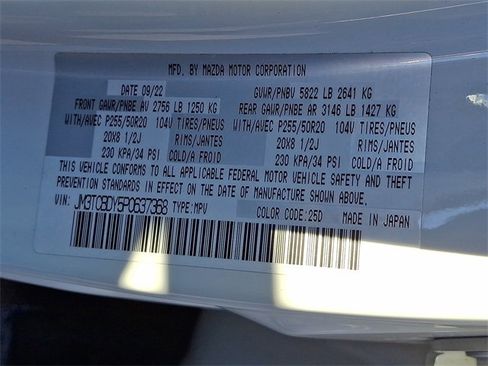 MFD. BY MAZDA MOTOR CORPORATION
DATE 09/22 GVWR/PNBV 5822 LB 2641 KG
FRONT GAWR/PNBE AV 2756 LB 1250 KG REAR GAWR/PNBE AR 3146 LB 1427 KG
WITH/AVEC P255/50R20 104V TIRES/PNEUS WITH/AVEC P255/50R20 104V TIRES/PNEUS
20X8 1/2J RIMS/JANTES 20X8 1/2J RIMS/JANTES
230 KPA/34 PSI COLD/A FROID 230 KPA/34 PSI COLD/A FROID
THIS VEHICLE CONFORMS TO ALL APPLICABLE FEDERAL MOTOR VEHICLE SAFETY AND THEFT
PREVENTION STANDARDS IN EFFECT ON THE DATE OF MANUFACTURE SHOWN ABOVE.
VIN: JM3TCBDY5P0637368 TYPE:MPV COLOR CODE:25D MADE IN JAPAN